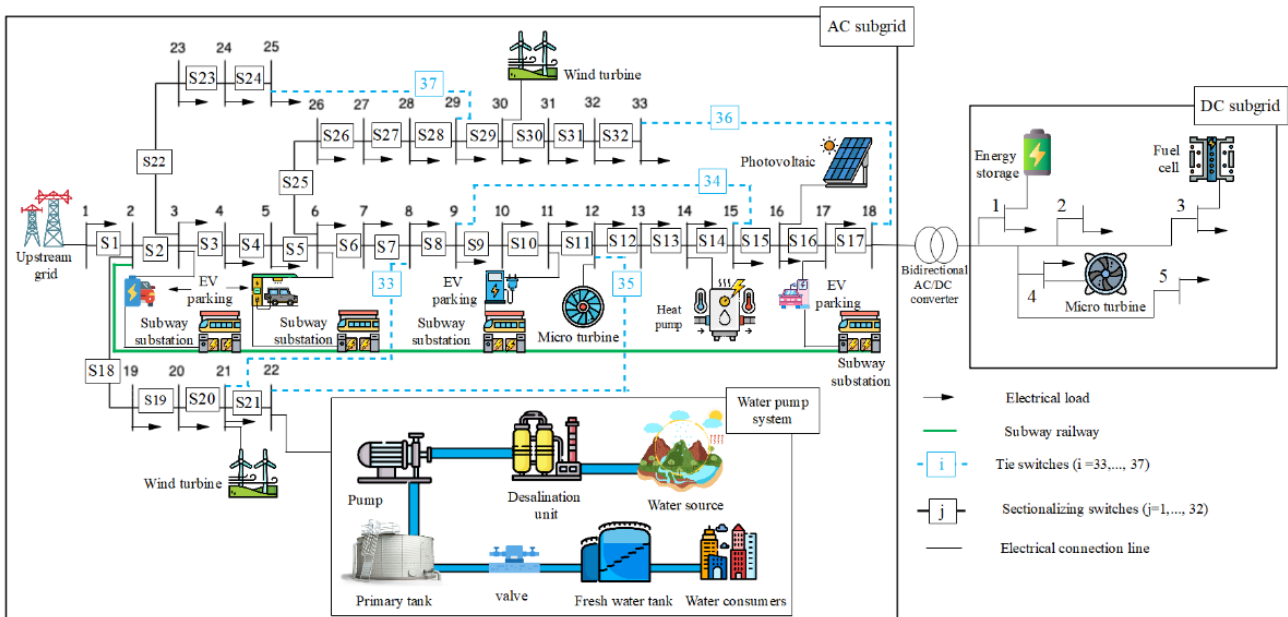 AC subgrid
23 24 25
37
Wind turbine
S23 S24
26 27 28 29 30 31 32 33
36
DC subgrid
S26 S27 S28 S29 S30 S31 S32
S22
Photovoltaic
Energy
storage
Fuel
cell
S25
34
1 2 3 4 5 6 7 8 9 10 11 12 13 14 15 16 17 18
1 2 3
S1 S2 S3 S4 S5 S6 S7 S8 S9 S10 S11 S12 S13 S14 S15 S16 S17
Upstream
grid
Bidirectional
AC/DC
converter
4
Micro turbine
5
EV
parking
33
EV
parking
35
Heat
pump
EV
parking
Subway
substation
Subway
substation
Subway
substation
Micro turbine
Subway
substation
S18
19 20 21 22
S19 S20 S21
Wind turbine
Water pump
system
Pump
Desalination
unit
Water source
Primary tank
valve
Fresh water tank
Water consumers
Electrical load
Subway railway
i
Tie switches (i =33,..., 37)
j
Sectionalizing switches (j=1,..., 32)
Electrical connection line